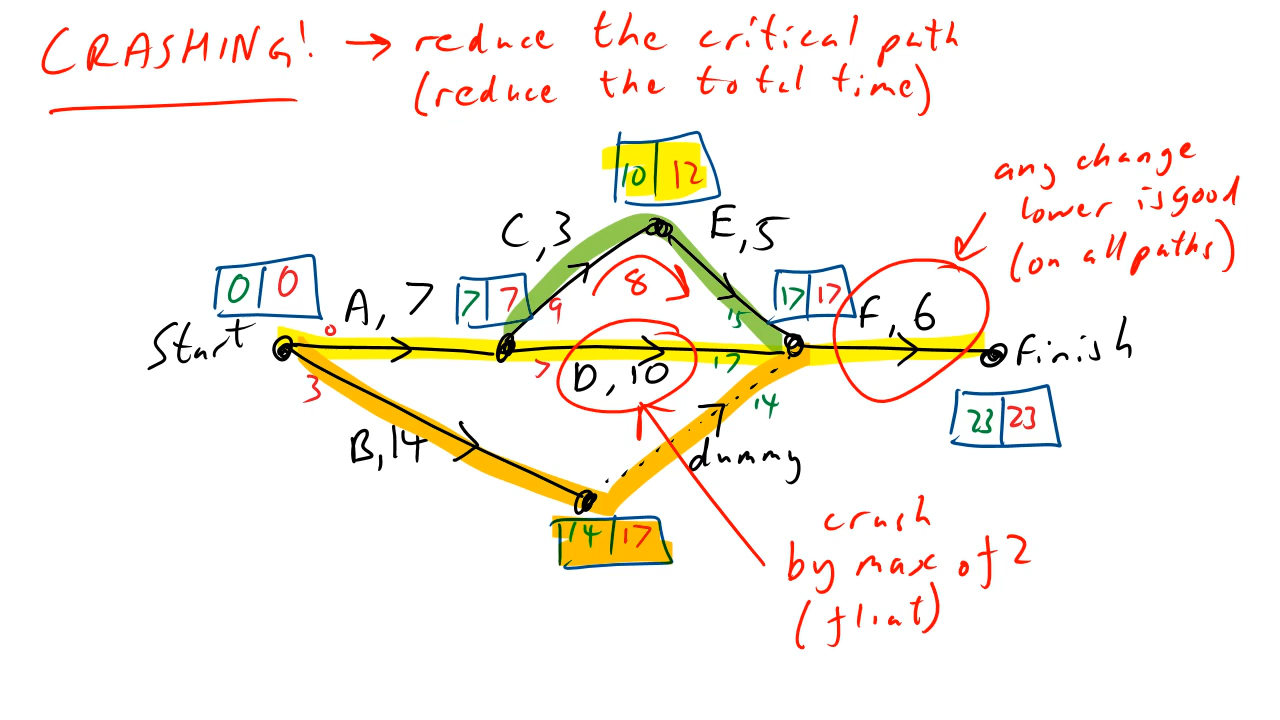 CRASHING! → reduce the critical path
(reduce the total time)
any change
lower is good
(on all paths)
10 | 12
C, 3
E, 5
0 | 0
A, 7
7 | 7
8
17 | 17
F, 6
9
15
Start
0
Finish
3
7
D, 10
17
14
23 | 23
B, 14
dummy
14 | 17
crash
by max of 2
(float)